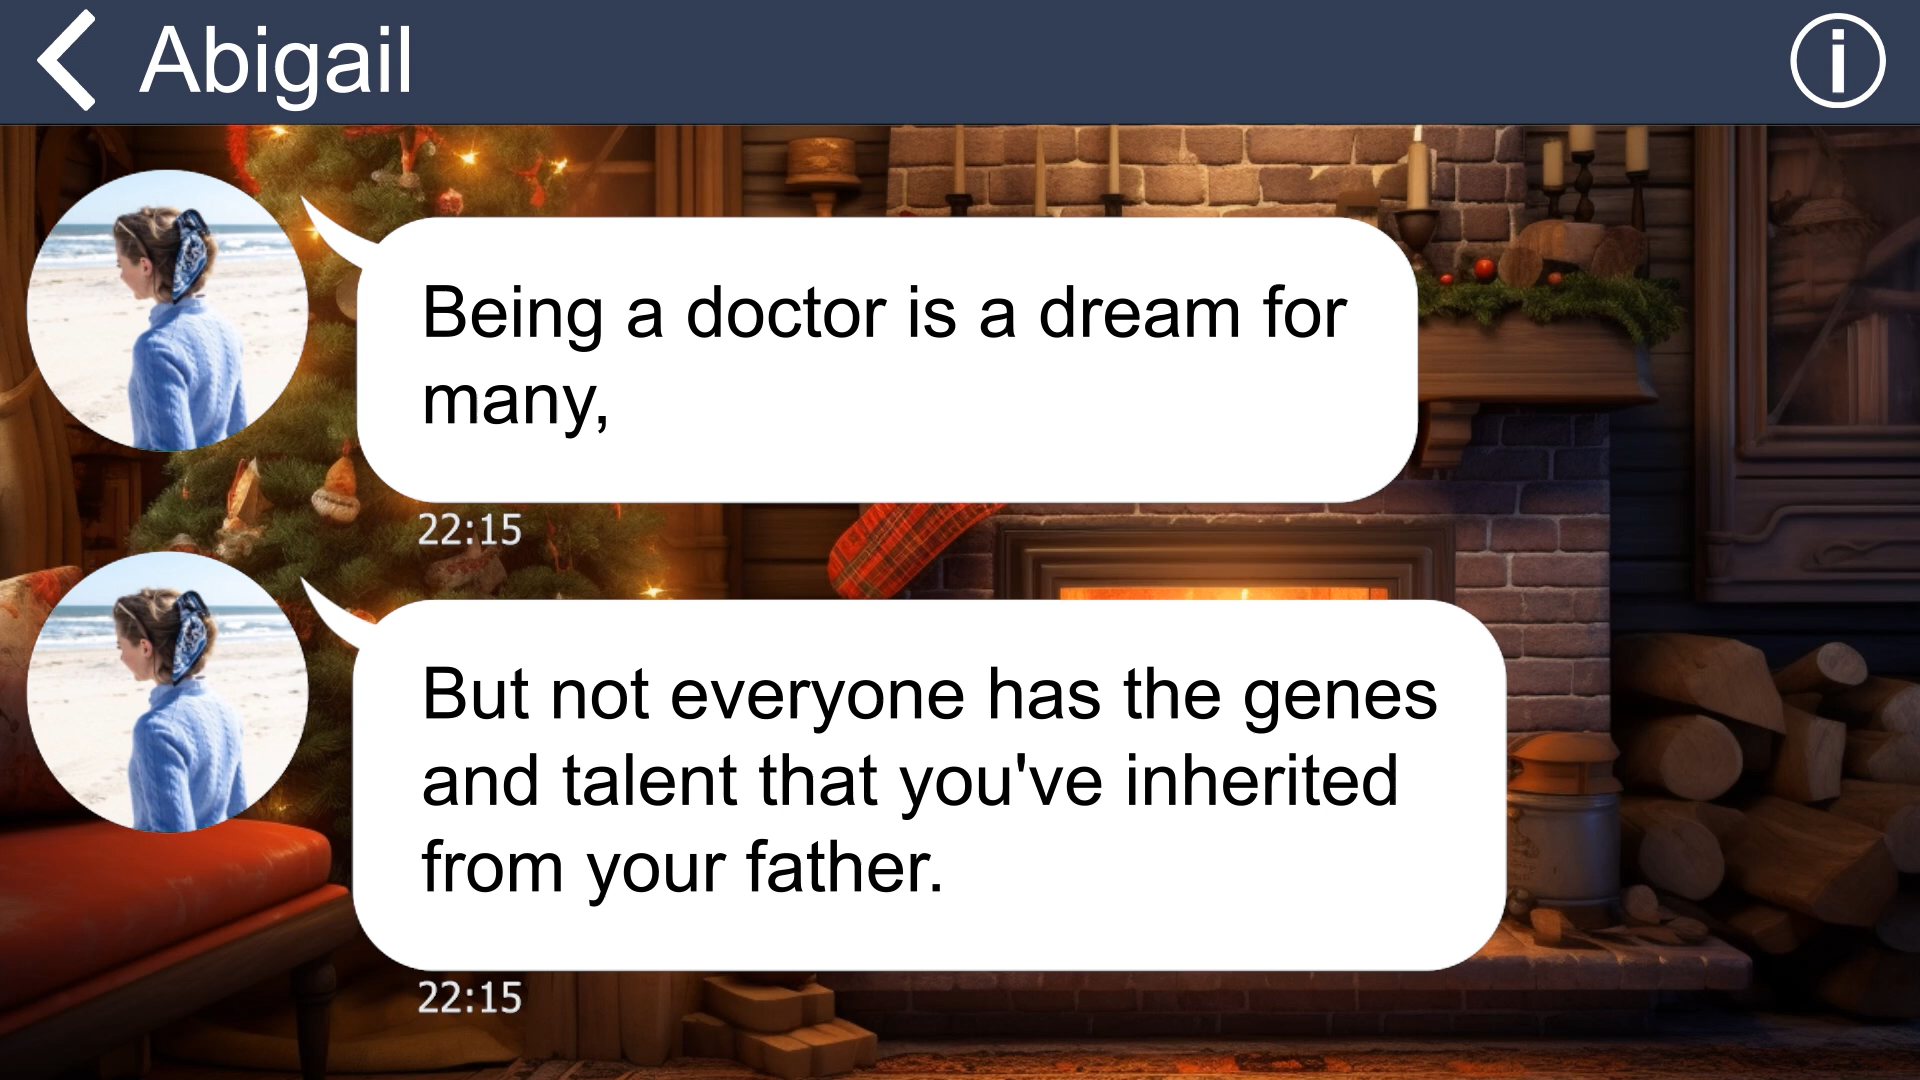 Abigail
Being a doctor is a dream for
many,
22:15
But not everyone has the genes
and talent that you've inherited
from your father.
22:15